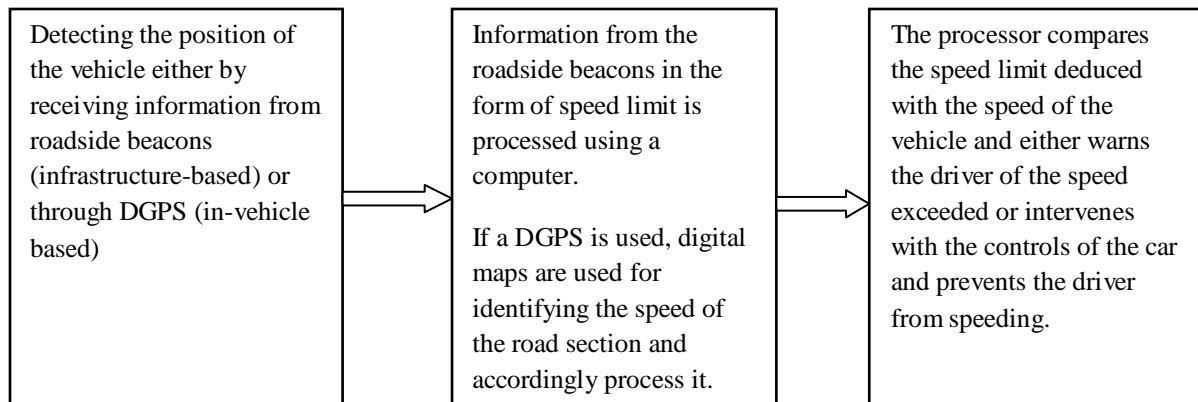 Detecting the position of
the vehicle either by
receiving information from
roadside beacons
(infrastructure-based) or
through DGPS (in-vehicle
based)
Information from the
roadside beacons in the
form of speed limit is
processed using a
computer.
If a DGPS is used, digital
maps are used for
identifying the speed of
the road section and
accordingly process it.
The processor compares
the speed limit deduced
with the speed of the
vehicle and either warns
the driver of the speed
exceeded or intervenes
with the controls of the car
and prevents the driver
from speeding.